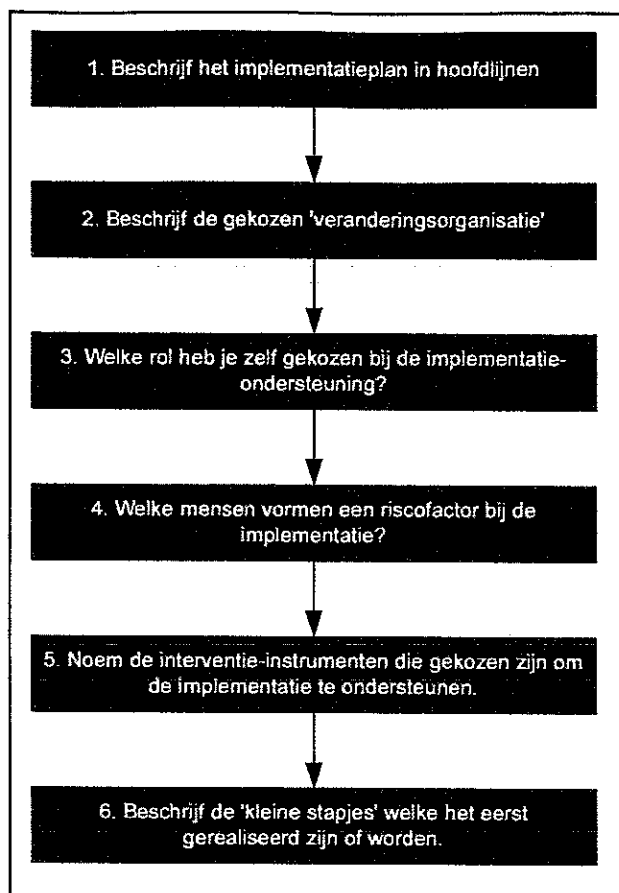 1. Beschrijf het implementatieplan in hoofdlijnen
2. Beschrijf de gekozen 'veranderingsorganisatie'
3. Welke rol heb je zelf gekozen bij de implementatie-
ondersteuning?
4. Welke mensen vormen een riscofactor bij de
implementatie?
5. Noem de interventie-instrumenten die gekozen zijn om
de implementatie te ondersteunen.
6. Beschrijf de 'kleine stapjes' welke het eerst
gerealiseerd zijn of worden.